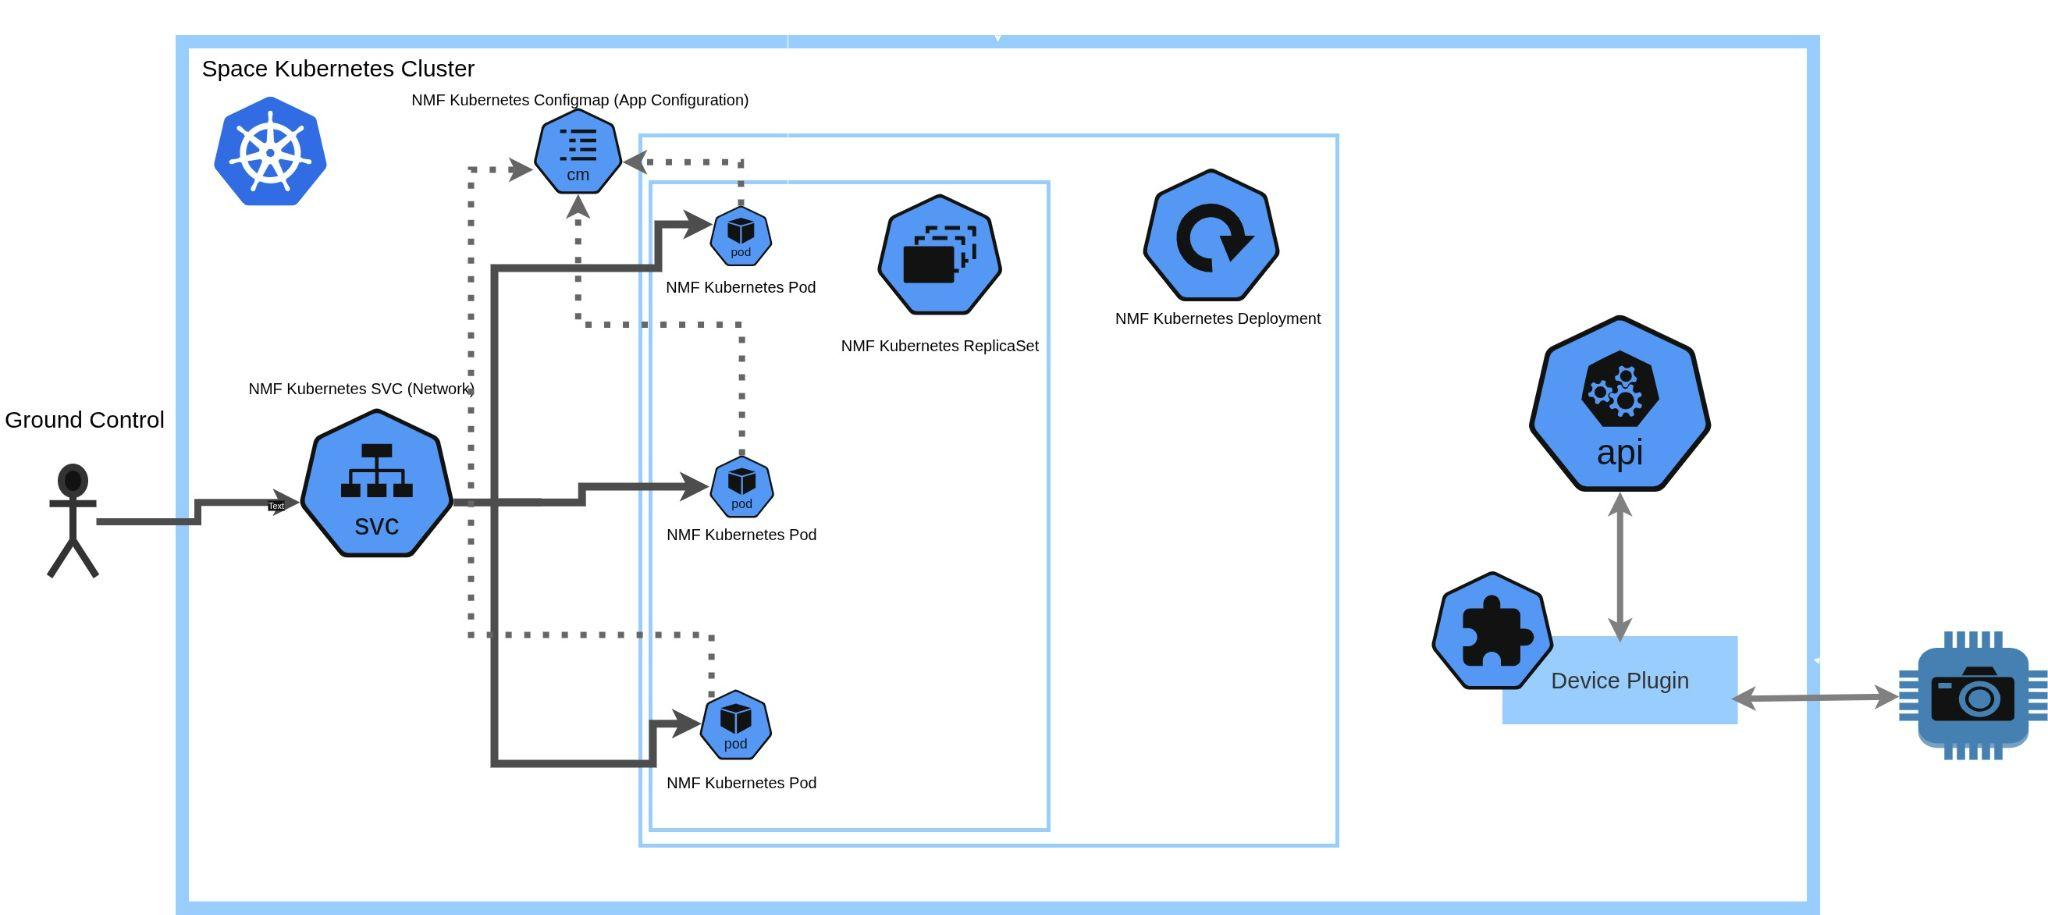 Space Kubernetes Cluster
NMF Kubernetes Configmap (App Configuration)
cm
pod
NMF Kubernetes Pod
NMF Kubernetes ReplicaSet
NMF Kubernetes Deployment
NMF Kubernetes SVC (Network)
Ground Control
Text
svc
pod
NMF Kubernetes Pod
api
Device Plugin
pod
NMF Kubernetes Pod